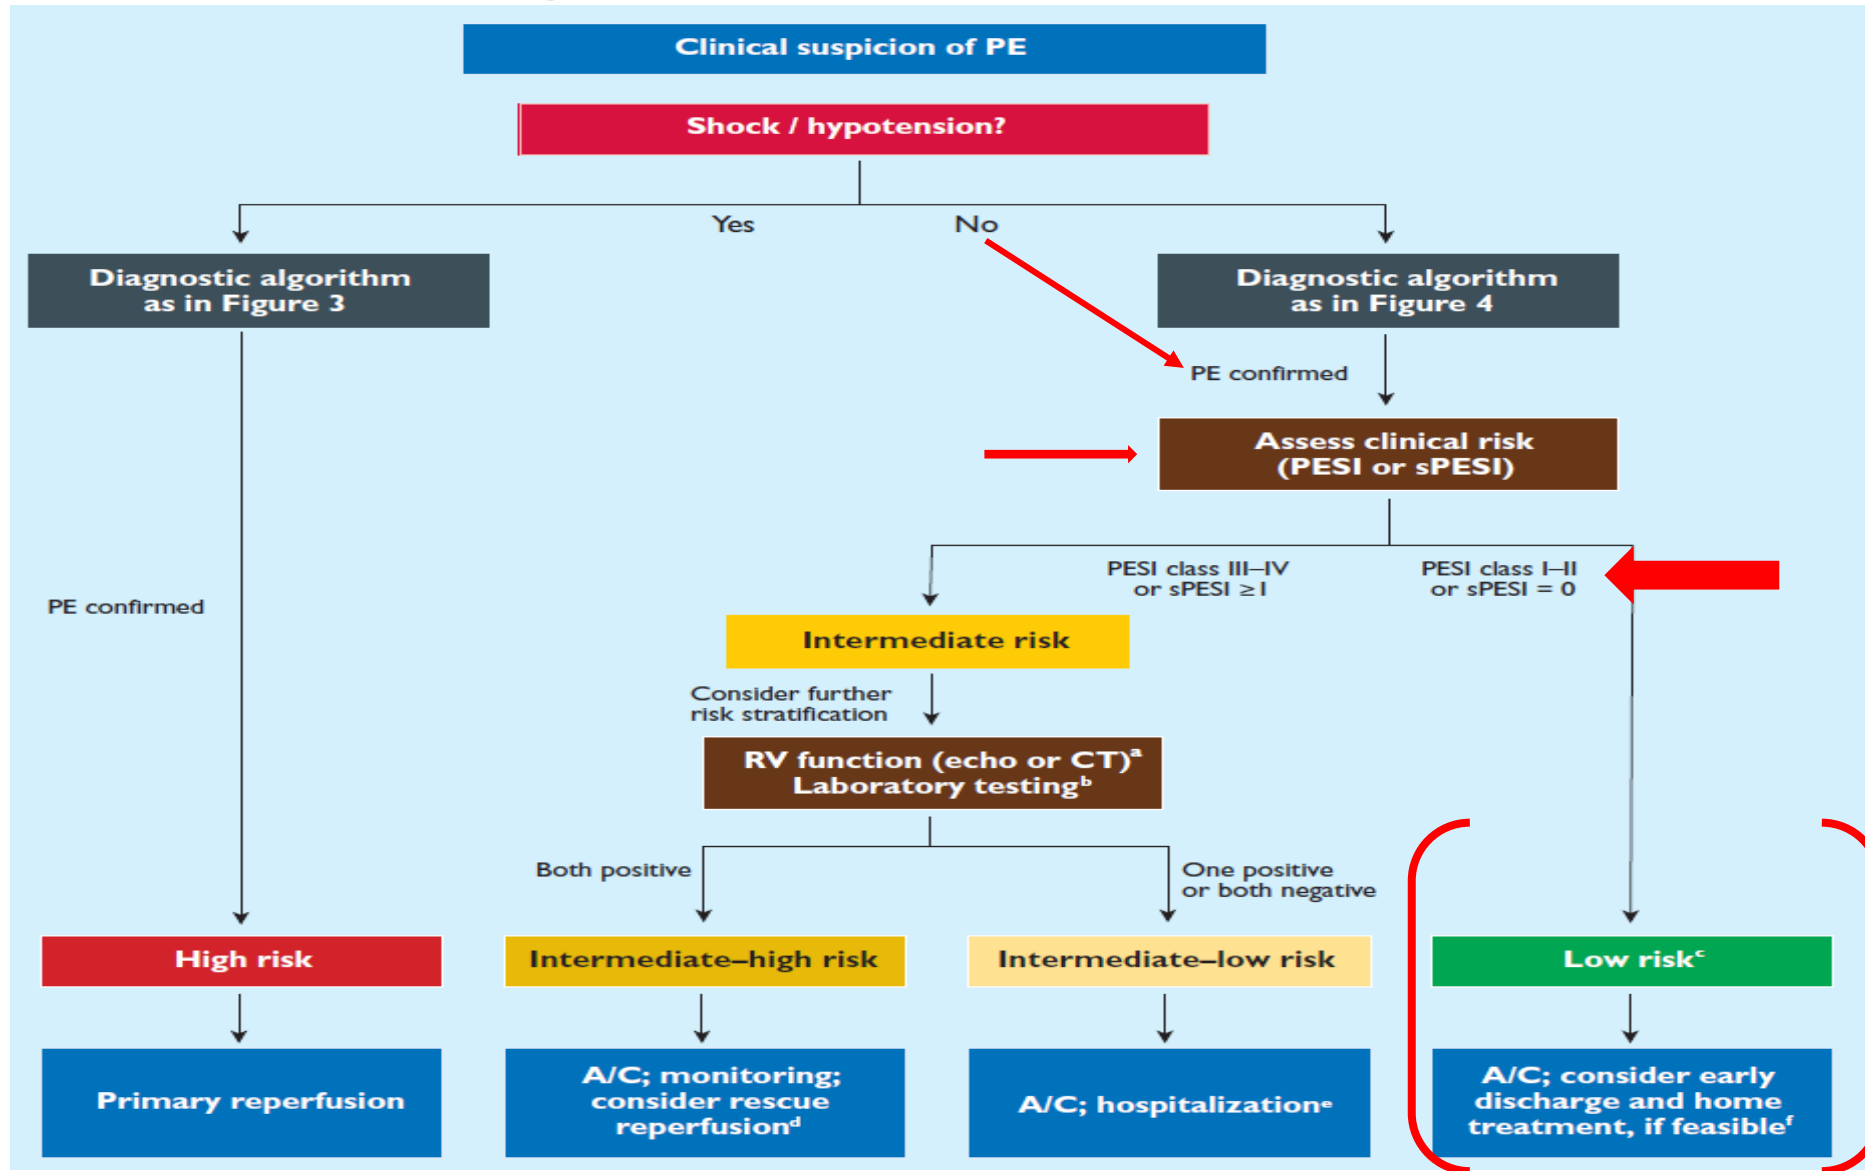 Clinical suspicion of PE
Shock / hypotension?
Yes
No
Diagnostic algorithm
as in Figure 3
Diagnostic algorithm
as in Figure 4
PE confirmed
Assess clinical risk
(PESI or sPESI)
PESI class III–IV
or sPESI ≥1
PESI class I–II
or sPESI = 0
PE confirmed
Intermediate risk
Consider further
risk stratification
RV function (echo or CT)ᵃ
Laboratory testingᵇ
Both positive
One positive
or both negative
High risk
Intermediate–high risk
Intermediate–low risk
Low riskᶜ
Primary reperfusion
A/C; monitoring;
consider rescue
reperfusionᵈ
A/C; hospitalizationᵉ
A/C; consider early
discharge and home
treatment, if feasibleᶠ